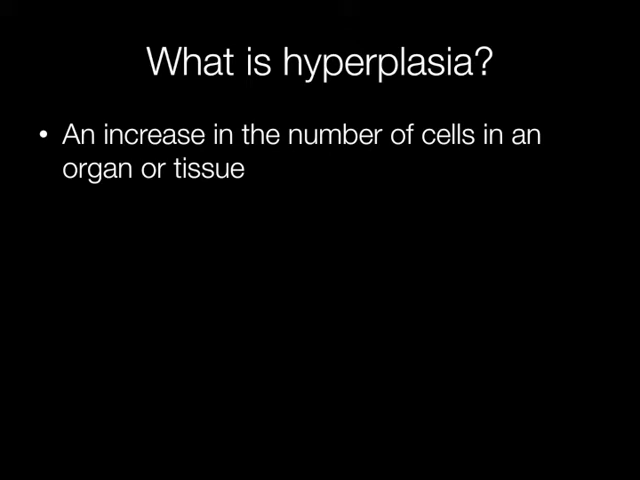 What is hyperplasia?
• An increase in the number of cells in an
organ or tissue